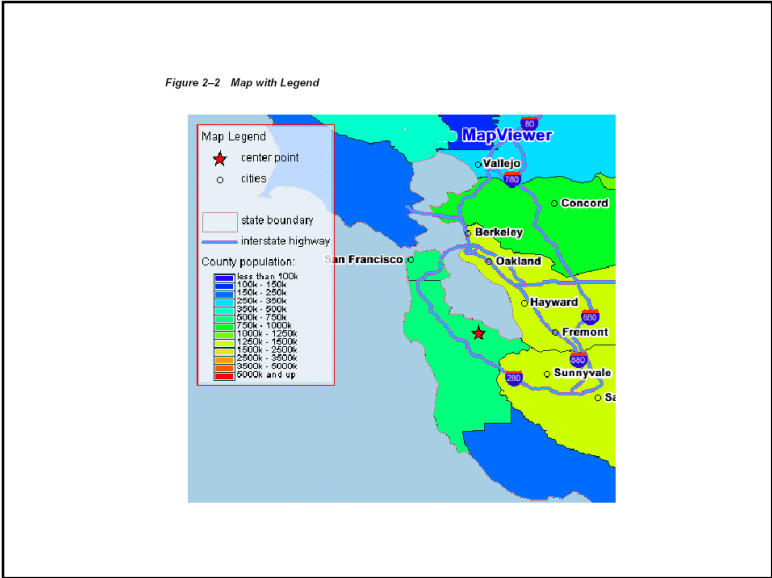 Figure 2–2 Map with Legend
80
MapViewer
Map Legend
center point
cities
Vallejo
780
Concord
state boundary
Berkeley
interstate highway
San Francisco
Oakland
County population:
less than 100k
100k - 150k
150k - 250k
250k - 350k
350k - 500k
500k - 750k
750k - 1000k
1000k - 1250k
1250k - 1500k
1500k - 2500k
2500k - 3500k
3500k - 5000k
5000k and up
Hayward
680
Fremont
880
Sunnyvale
280
Sa